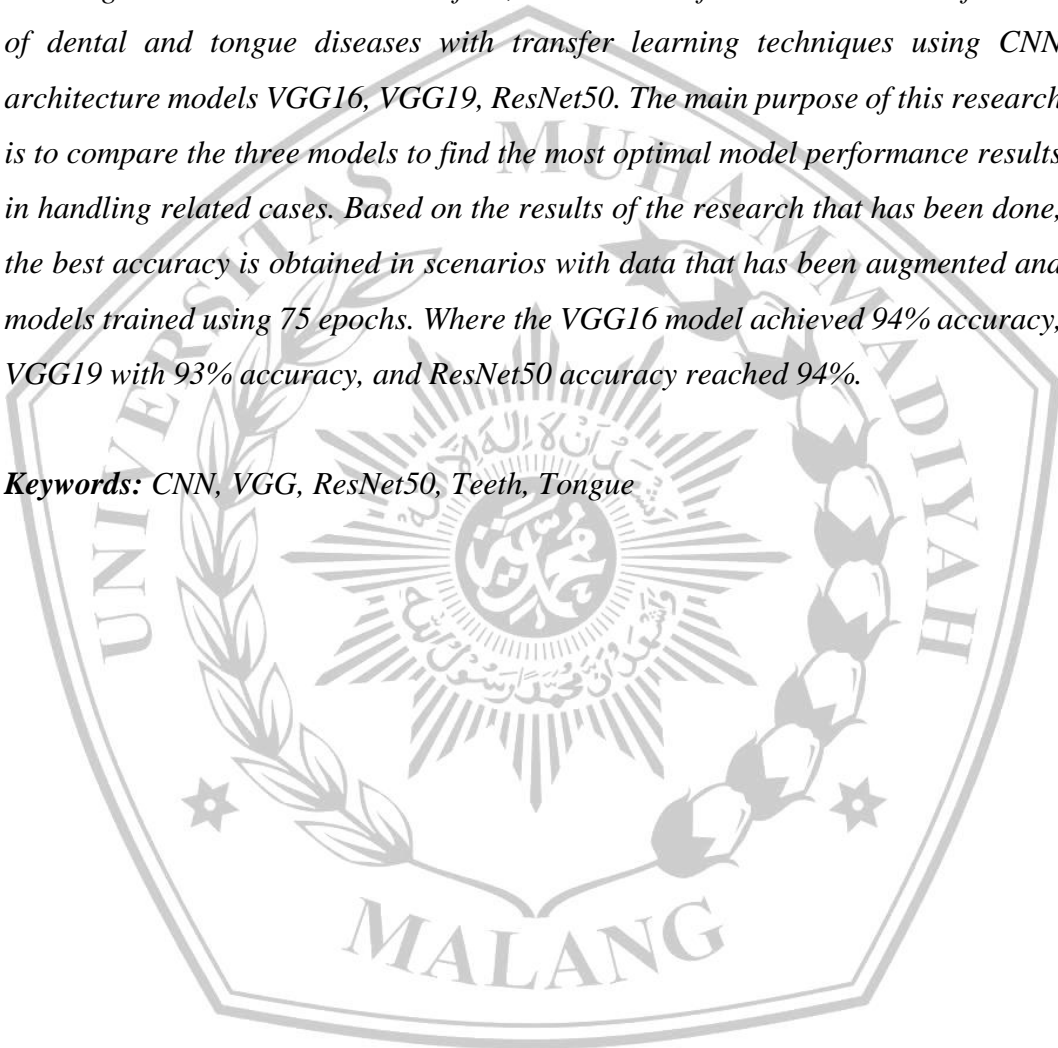 of dental and tongue diseases with transfer learning techniques using CNN
architecture models VGG16, VGG19, ResNet50. The main purpose of this research
is to compare the three models to find the most optimal model performance results
in handling related cases. Based on the results of the research that has been done,
the best accuracy is obtained in scenarios with data that has been augmented and
models trained using 75 epochs. Where the VGG16 model achieved 94% accuracy,
VGG19 with 93% accuracy, and ResNet50 accuracy reached 94%.
Keywords: CNN, VGG, ResNet50, Teeth, Tongue
UNIVERSITAS MUHAMMADIYAH
MALANG